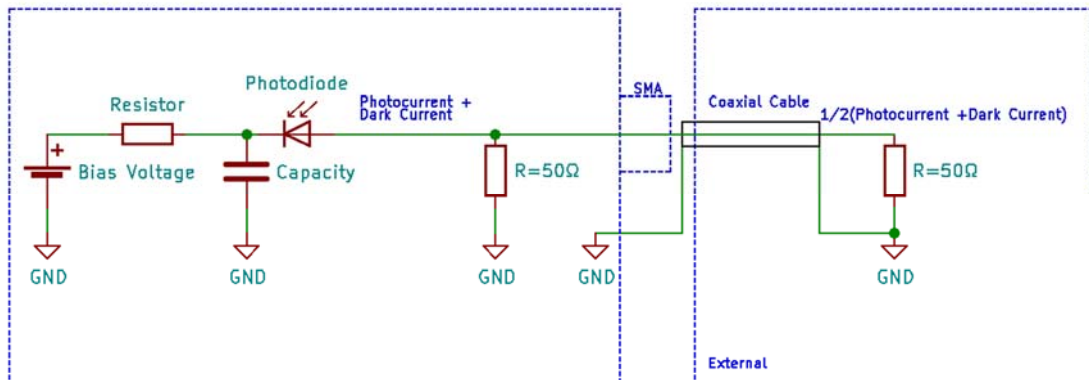 Photodiode
Resistor
Photocurrent +
Dark Current
SMA
Coaxial Cable
1/2(Photocurrent +Dark Current)
+
Bias Voltage
Capacity
R=50Ω
R=50Ω
GND
GND
GND
GND
GND
External